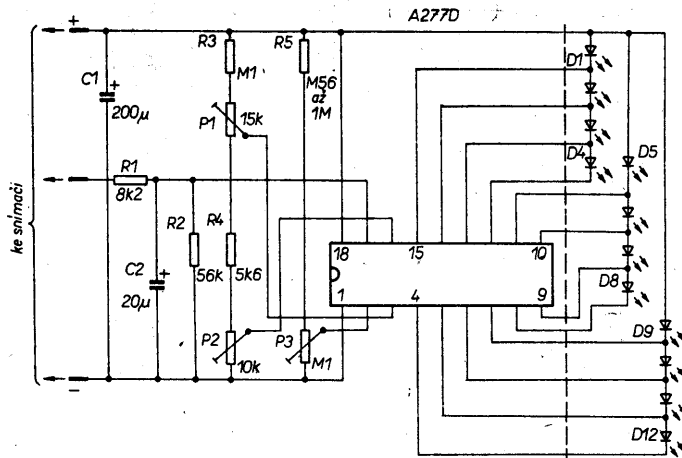 A277D
+
R3
R5
D1
C1
+
M1
M56
až
1M
P1
15k
200µ
D4
D5
R1
8k2
ke snímači
R2
R4
18
15
10
C2
+
56k
5k6
D8
20µ
1
4
9
P2
P3
D9
10k
M1
–
D12